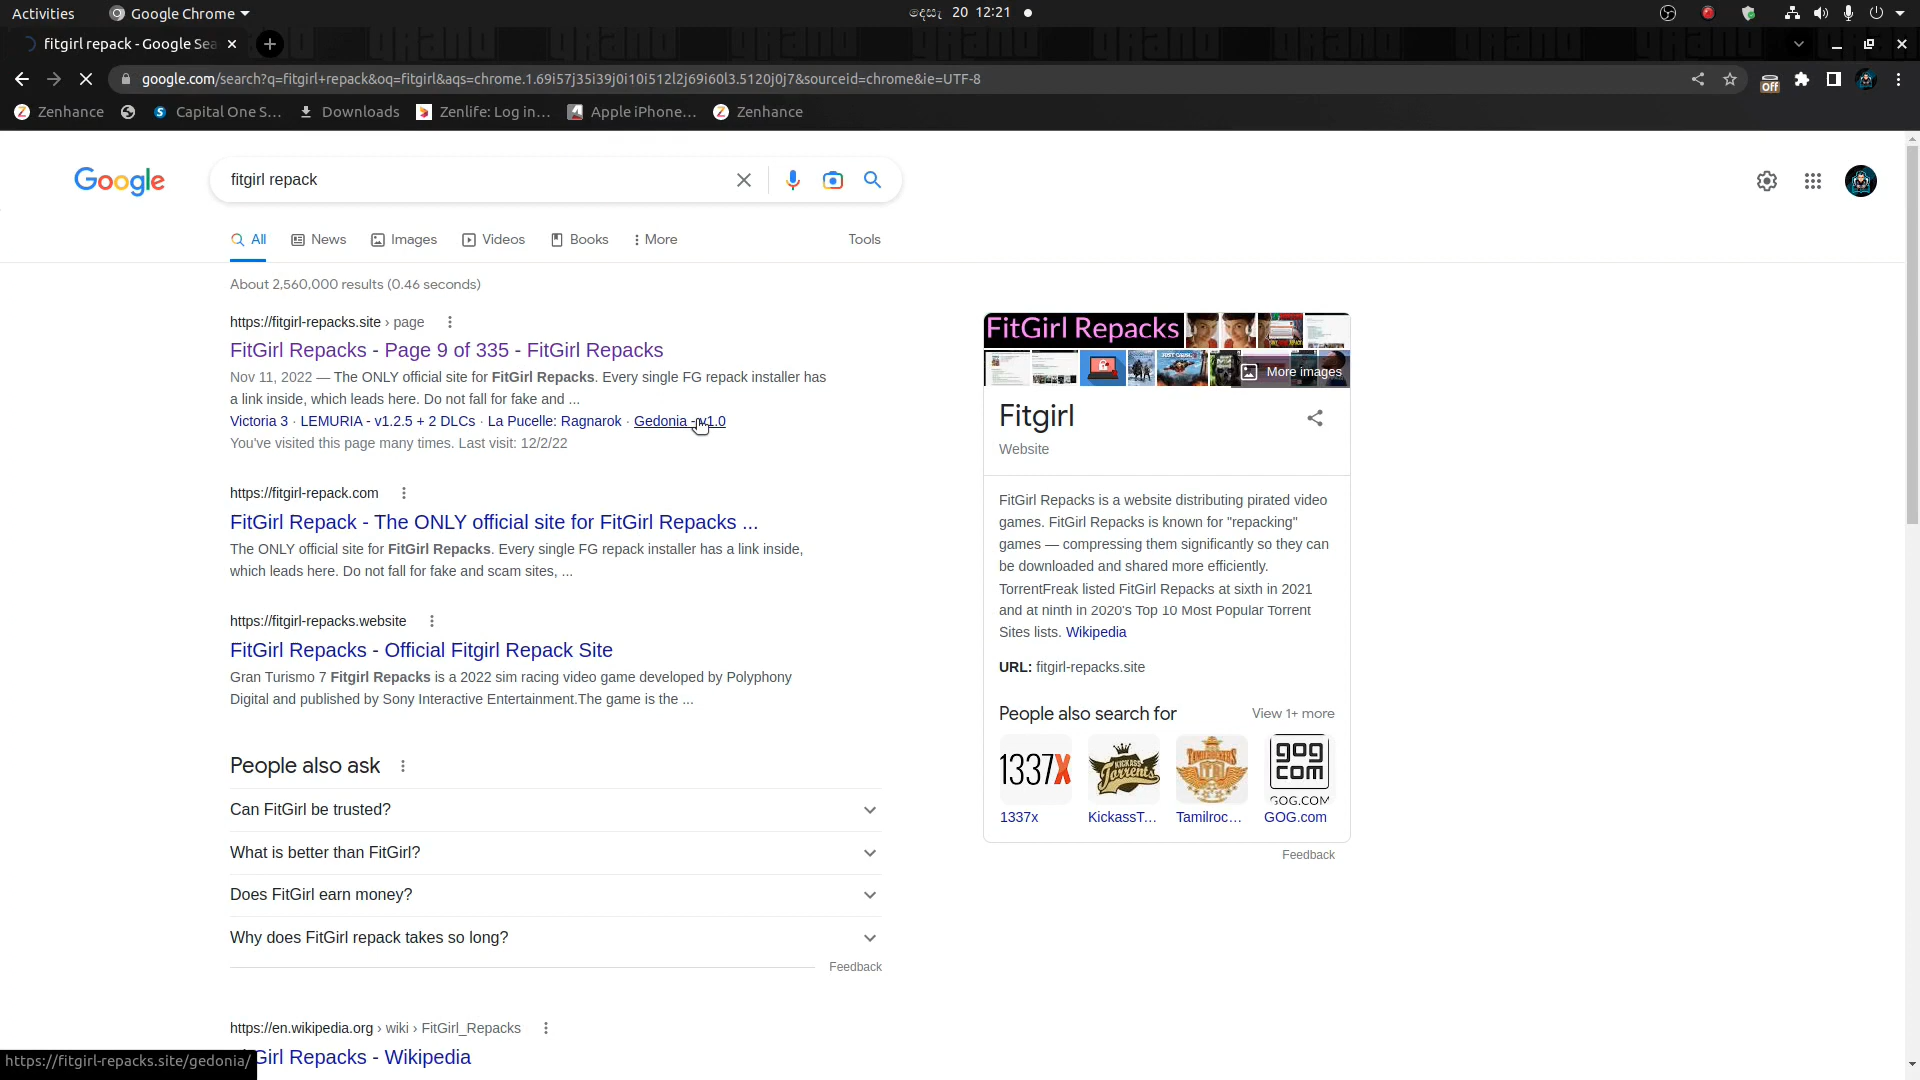 Activities
Google Chrome
දෙසැ 20 12:21
fitgirl repack - Google Sea
google.com/search?q=fitgirl+repack&oq=fitgirl&aqs=chrome.1.69i57j35i39j0i10i512l2j69i60l3.5120j0j7&sourceid=chrome&ie=UTF-8
Off
Zenhance
Capital One S...
Downloads
Zenlife: Log in...
Apple iPhone...
Zenhance
Google
fitgirl repack
All
News
Images
Videos
Books
More
Tools
About 2,560,000 results (0.46 seconds)
https://fitgirl-repacks.site › page
FitGirl Repacks - Page 9 of 335 - FitGirl Repacks
Nov 11, 2022 — The ONLY official site for FitGirl Repacks. Every single FG repack installer has
a link inside, which leads here. Do not fall for fake and ...
Victoria 3 · LEMURIA - v1.2.5 + 2 DLCs · La Pucelle: Ragnarok · Gedonia - v1.0
You've visited this page many times. Last visit: 12/2/22
https://fitgirl-repack.com
FitGirl Repack - The ONLY official site for FitGirl Repacks ...
The ONLY official site for FitGirl Repacks. Every single FG repack installer has a link inside,
which leads here. Do not fall for fake and scam sites, ...
https://fitgirl-repacks.website
FitGirl Repacks - Official Fitgirl Repack Site
Gran Turismo 7 Fitgirl Repacks is a 2022 sim racing video game developed by Polyphony
Digital and published by Sony Interactive Entertainment.The game is the ...
People also ask
Can FitGirl be trusted?
What is better than FitGirl?
Does FitGirl earn money?
Why does FitGirl repack takes so long?
Feedback
https://en.wikipedia.org › wiki › FitGirl_Repacks
Girl Repacks - Wikipedia
https://fitgirl-repacks.site/gedonia/
FitGirl Repacks
More images
Fitgirl
Website
FitGirl Repacks is a website distributing pirated video
games. FitGirl Repacks is known for "repacking"
games — compressing them significantly so they can
be downloaded and shared more efficiently.
TorrentFreak listed FitGirl Repacks at sixth in 2021
and at ninth in 2020's Top 10 Most Popular Torrent
Sites lists. Wikipedia
URL: fitgirl-repacks.site
People also search for
View 1+ more
1337X
KICKASS
Torrents
TAMILROCKERS
TR
gog
com
GOG.COM
1337x
KickassT...
Tamilroc...
GOG.com
Feedback